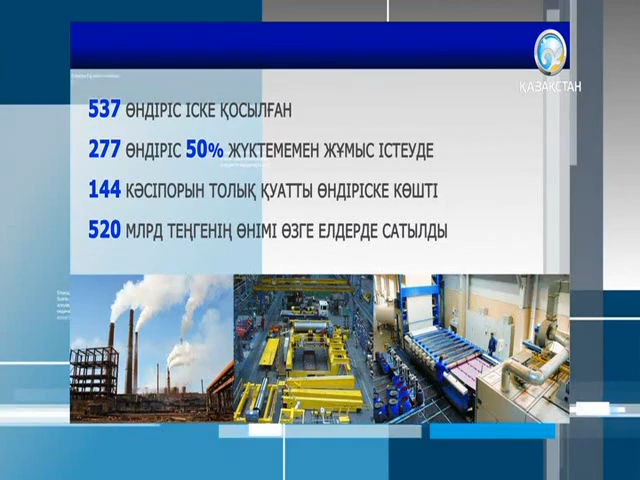 ҚАЗАҚСТАН
537 ӨНДІРІС ІСКЕ ҚОСЫЛҒАН
277 ӨНДІРІС 50% ЖҮКТЕМЕМЕН ЖҰМЫС ІСТЕУДЕ
144 КӘСІПОРЫН ТОЛЫҚ ҚУАТТЫ ӨНДІРІСКЕ КӨШТІ
520 МЛРД ТЕҢГЕНІҢ ӨНІМІ ӨЗГЕ ЕЛДЕРДЕ САТЫЛДЫ